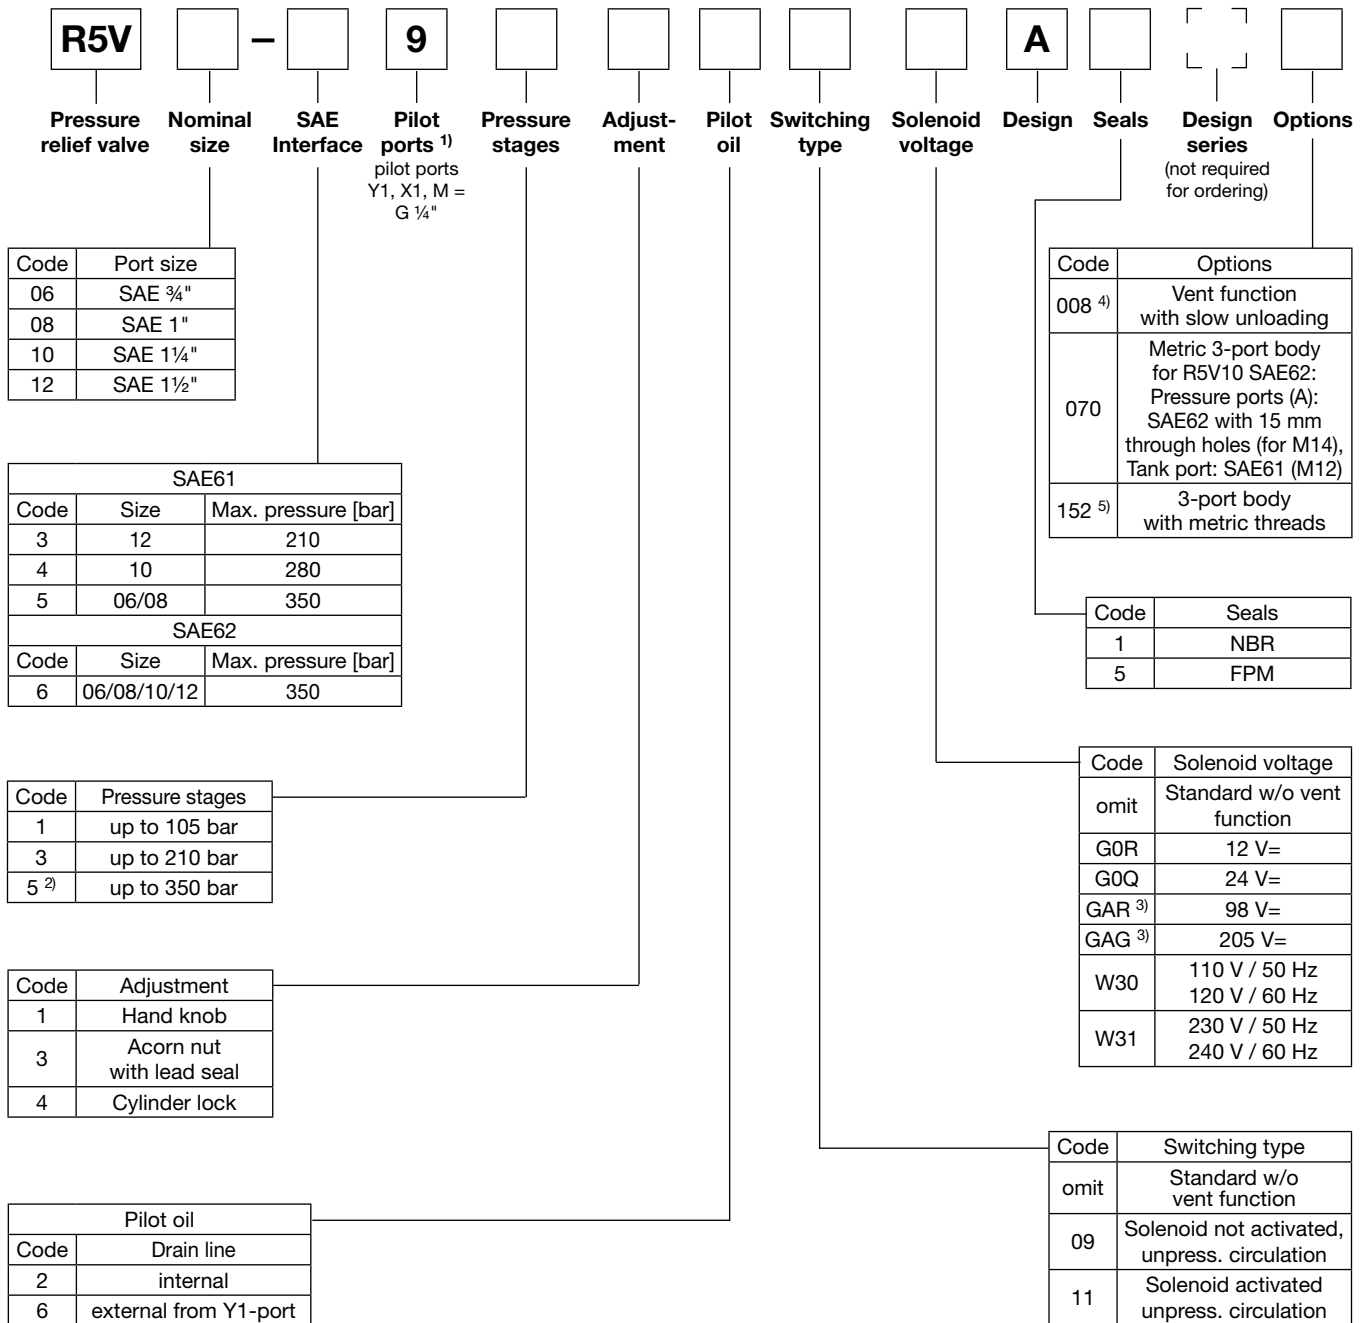 R5V – 9 A
Pressure relief valve
Nominal size
SAE Interface
Pilot ports 1)
pilot ports
Y1, X1, M =
G ¼"
Pressure stages
Adjust-
ment
Pilot oil
Switching type
Solenoid voltage
Design
Seals
Design series
(not required
for ordering)
Options
Code Port size
06 SAE ¾"
08 SAE 1"
10 SAE 1¼"
12 SAE 1½"
SAE61
Code Size Max. pressure [bar]
3 12 210
4 10 280
5 06/08 350
SAE62
Code Size Max. pressure [bar]
6 06/08/10/12 350
Code Pressure stages
1 up to 105 bar
3 up to 210 bar
5 2) up to 350 bar
Code Adjustment
1 Hand knob
3 Acorn nut
with lead seal
4 Cylinder lock
Pilot oil
Code Drain line
2 internal
6 external from Y1-port
Code Options
008 4) Vent function
with slow unloading
070 Metric 3-port body
for R5V10 SAE62:
Pressure ports (A):
SAE62 with 15 mm
through holes (for M14),
Tank port: SAE61 (M12)
152 5) 3-port body
with metric threads
Code Seals
1 NBR
5 FPM
Code Solenoid voltage
omit Standard w/o vent
function
G0R 12 V=
G0Q 24 V=
GAR 3) 98 V=
GAG 3) 205 V=
W30 110 V / 50 Hz
120 V / 60 Hz
W31 230 V / 50 Hz
240 V / 60 Hz
Code Switching type
omit Standard w/o
vent function
09 Solenoid not activated,
unpress. circulation
11 Solenoid activated
unpress. circulation